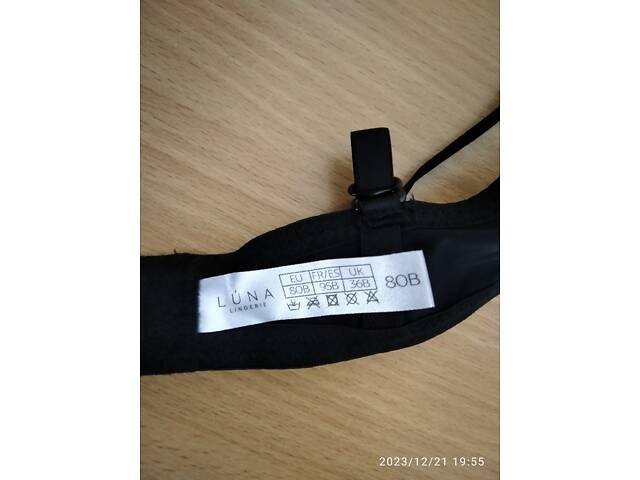 LÚNA
LINGERIE
EU FR/ES UK
80B 95B 36B
80B
2023/12/21 19:55